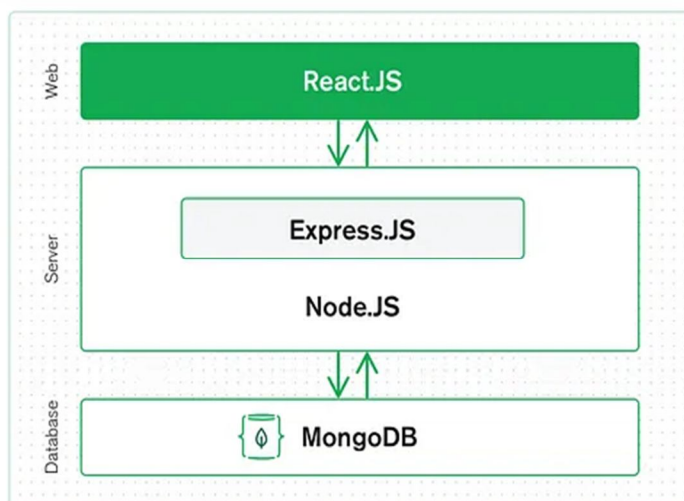 Web
React.JS
Server
Express.JS
Node.JS
Database
MongoDB